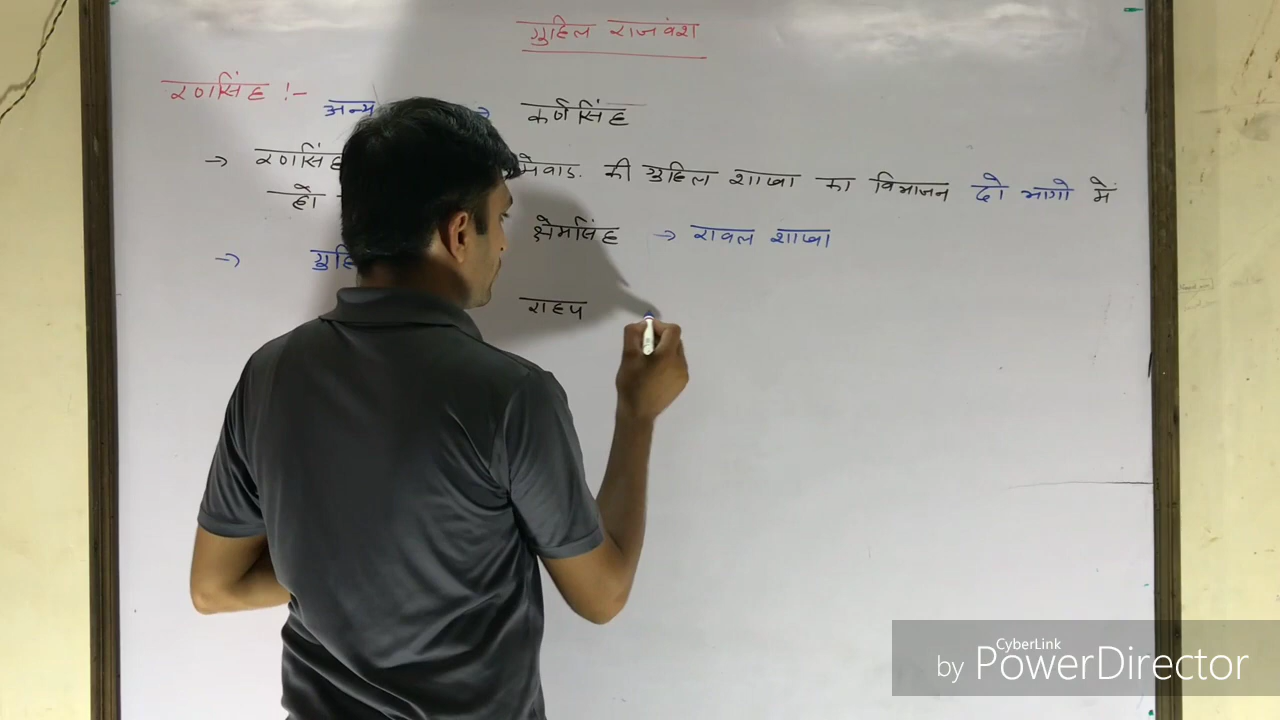 गुहिल राजवंश
रणसिंह :-
अन्य → कर्णसिंह
→ रणसिंह मेवाड. की गुहिल शाखा का विभाजन दो भागो मे
हो
क्षेमसिंह → रावल शाखा
→ गुहि
राहप
CyberLink
by PowerDirector